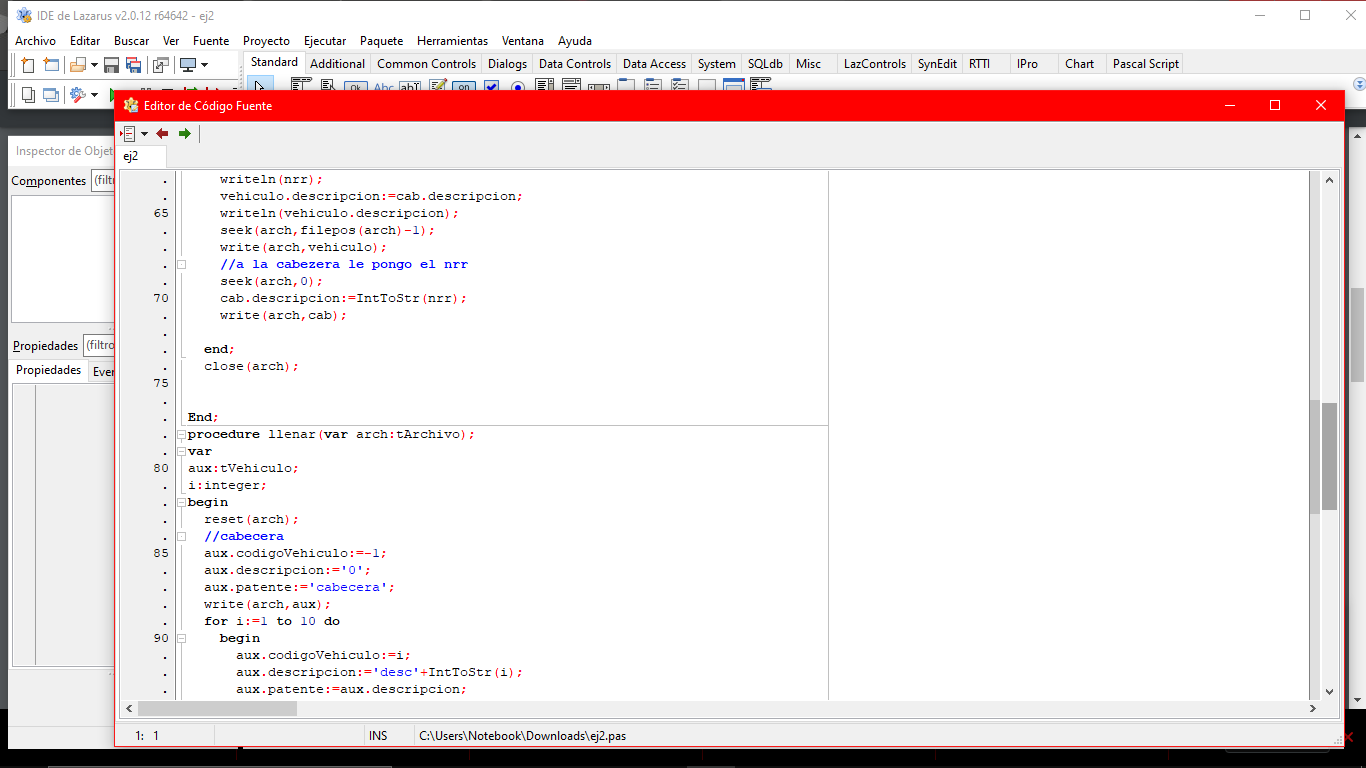 IDE de Lazarus v2.0.12 r64642 - ej2
Archivo Editar Buscar Ver Fuente Proyecto Ejecutar Paquete Herramientas Ventana Ayuda
Standard Additional Common Controls Dialogs Data Controls Data Access System SQLdb Misc LazControls SynEdit RTTI IPro Chart Pascal Script
Editor de Código Fuente
ej2
Inspector de Objet
Componentes (filtr
Propiedades (filtro
Propiedades Ever
. writeln(nrr);
. vehiculo.descripcion:=cab.descripcion;
65 writeln(vehiculo.descripcion);
. seek(arch,filepos(arch)-1);
. write(arch,vehiculo);
. //a la cabezera le pongo el nrr
. seek(arch,0);
70 cab.descripcion:=IntToStr(nrr);
. write(arch,cab);
.
. end;
. close(arch);
75
.
. End;
. procedure llenar(var arch:tArchivo);
. var
80 aux:tVehiculo;
. i:integer;
. begin
. reset(arch);
. //cabecera
85 aux.codigoVehiculo:=-1;
. aux.descripcion:='0';
. aux.patente:='cabecera';
. write(arch,aux);
. for i:=1 to 10 do
90 begin
. aux.codigoVehiculo:=i;
. aux.descripcion:='desc'+IntToStr(i);
. aux.patente:=aux.descripcion;
1: 1 INS C:\Users\Notebook\Downloads\ej2.pas